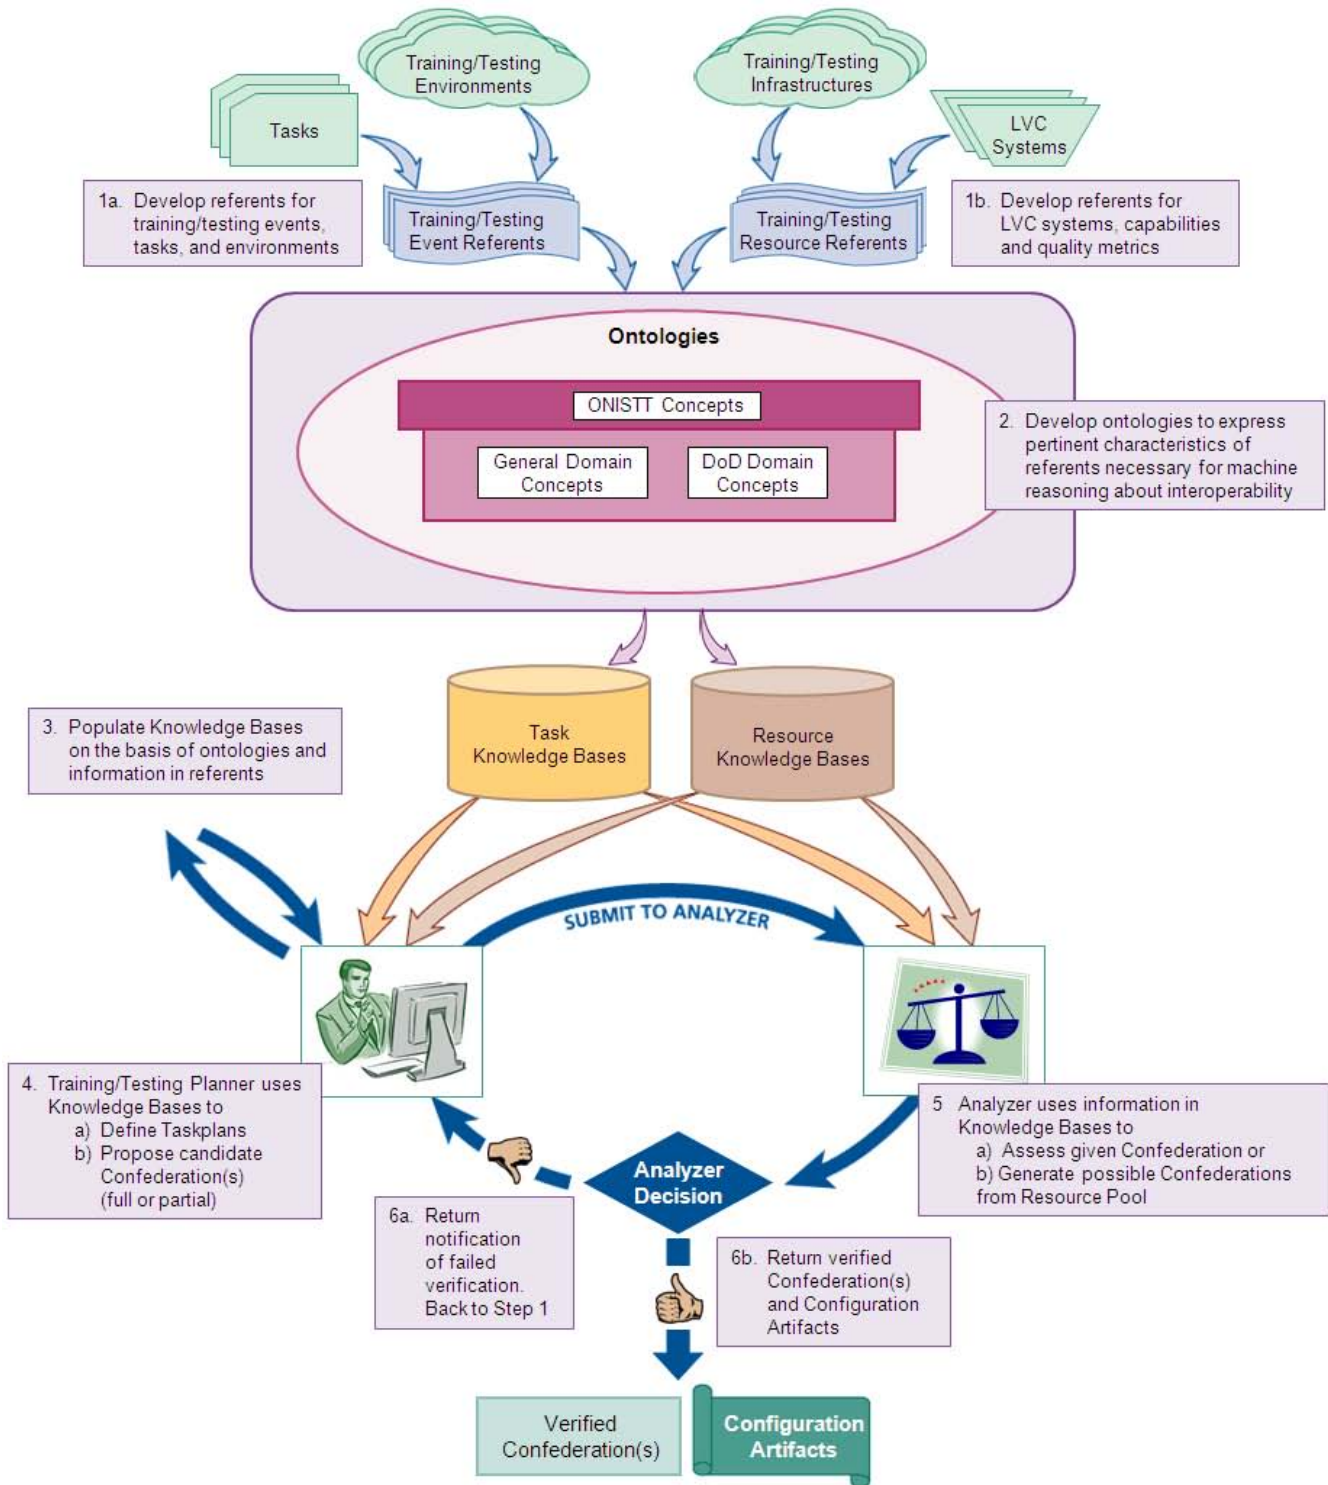 Training/Testing
Environments
Training/Testing
Infrastructures
Tasks
LVC
Systems
1a. Develop referents for
training/testing events,
tasks, and environments
Training/Testing
Event Referents
Training/Testing
Resource Referents
1b. Develop referents for
LVC systems, capabilities
and quality metrics
Ontologies
ONISTT Concepts
General Domain
Concepts
DoD Domain
Concepts
2. Develop ontologies to express
pertinent characteristics of
referents necessary for machine
reasoning about interoperability
3. Populate Knowledge Bases
on the basis of ontologies and
information in referents
Task
Knowledge Bases
Resource
Knowledge Bases
SUBMIT TO ANALYZER
4. Training/Testing Planner uses
Knowledge Bases to
a) Define Taskplans
b) Propose candidate
Confederation(s)
(full or partial)
5 Analyzer uses information in
Knowledge Bases to
a) Assess given Confederation or
b) Generate possible Confederations
from Resource Pool
Analyzer
Decision
6a. Return
notification
of failed
verification.
Back to Step 1
6b. Return verified
Confederation(s)
and Configuration
Artifacts
Verified
Confederation(s)
Configuration
Artifacts